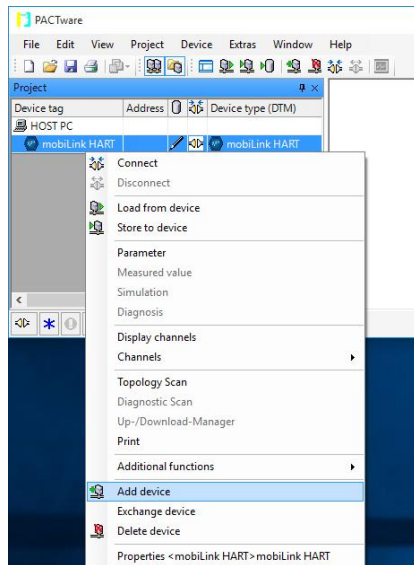 PACTware
File Edit View Project Device Extras Window Help
Project
Device tag Address Device type (DTM)
HOST PC
mobiLink HART mobiLink HART
Connect
Disconnect
Load from device
Store to device
Parameter
Measured value
Simulation
Diagnosis
Display channels
Channels
Topology Scan
Diagnostic Scan
Up-/Download-Manager
Print
Additional functions
Add device
Exchange device
Delete device
Properties <mobiLink HART>mobiLink HART